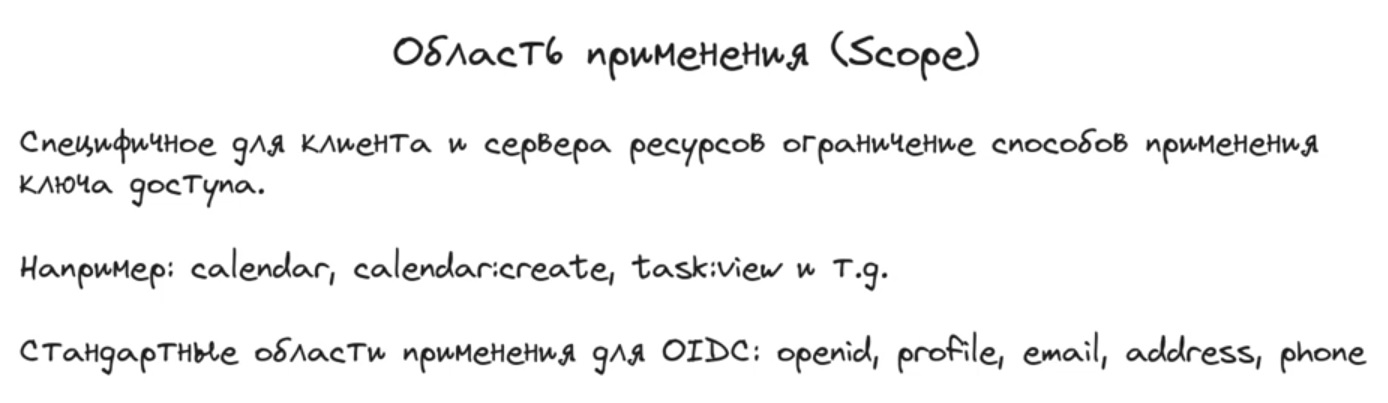 Область применения (Scope)
Специфичное для клиента и сервера ресурсов ограничение способов применения
ключа доступа.
Например: calendar, calendar:create, task:view и т.д.
Стандартные области применения для OIDC: openid, profile, email, address, phone